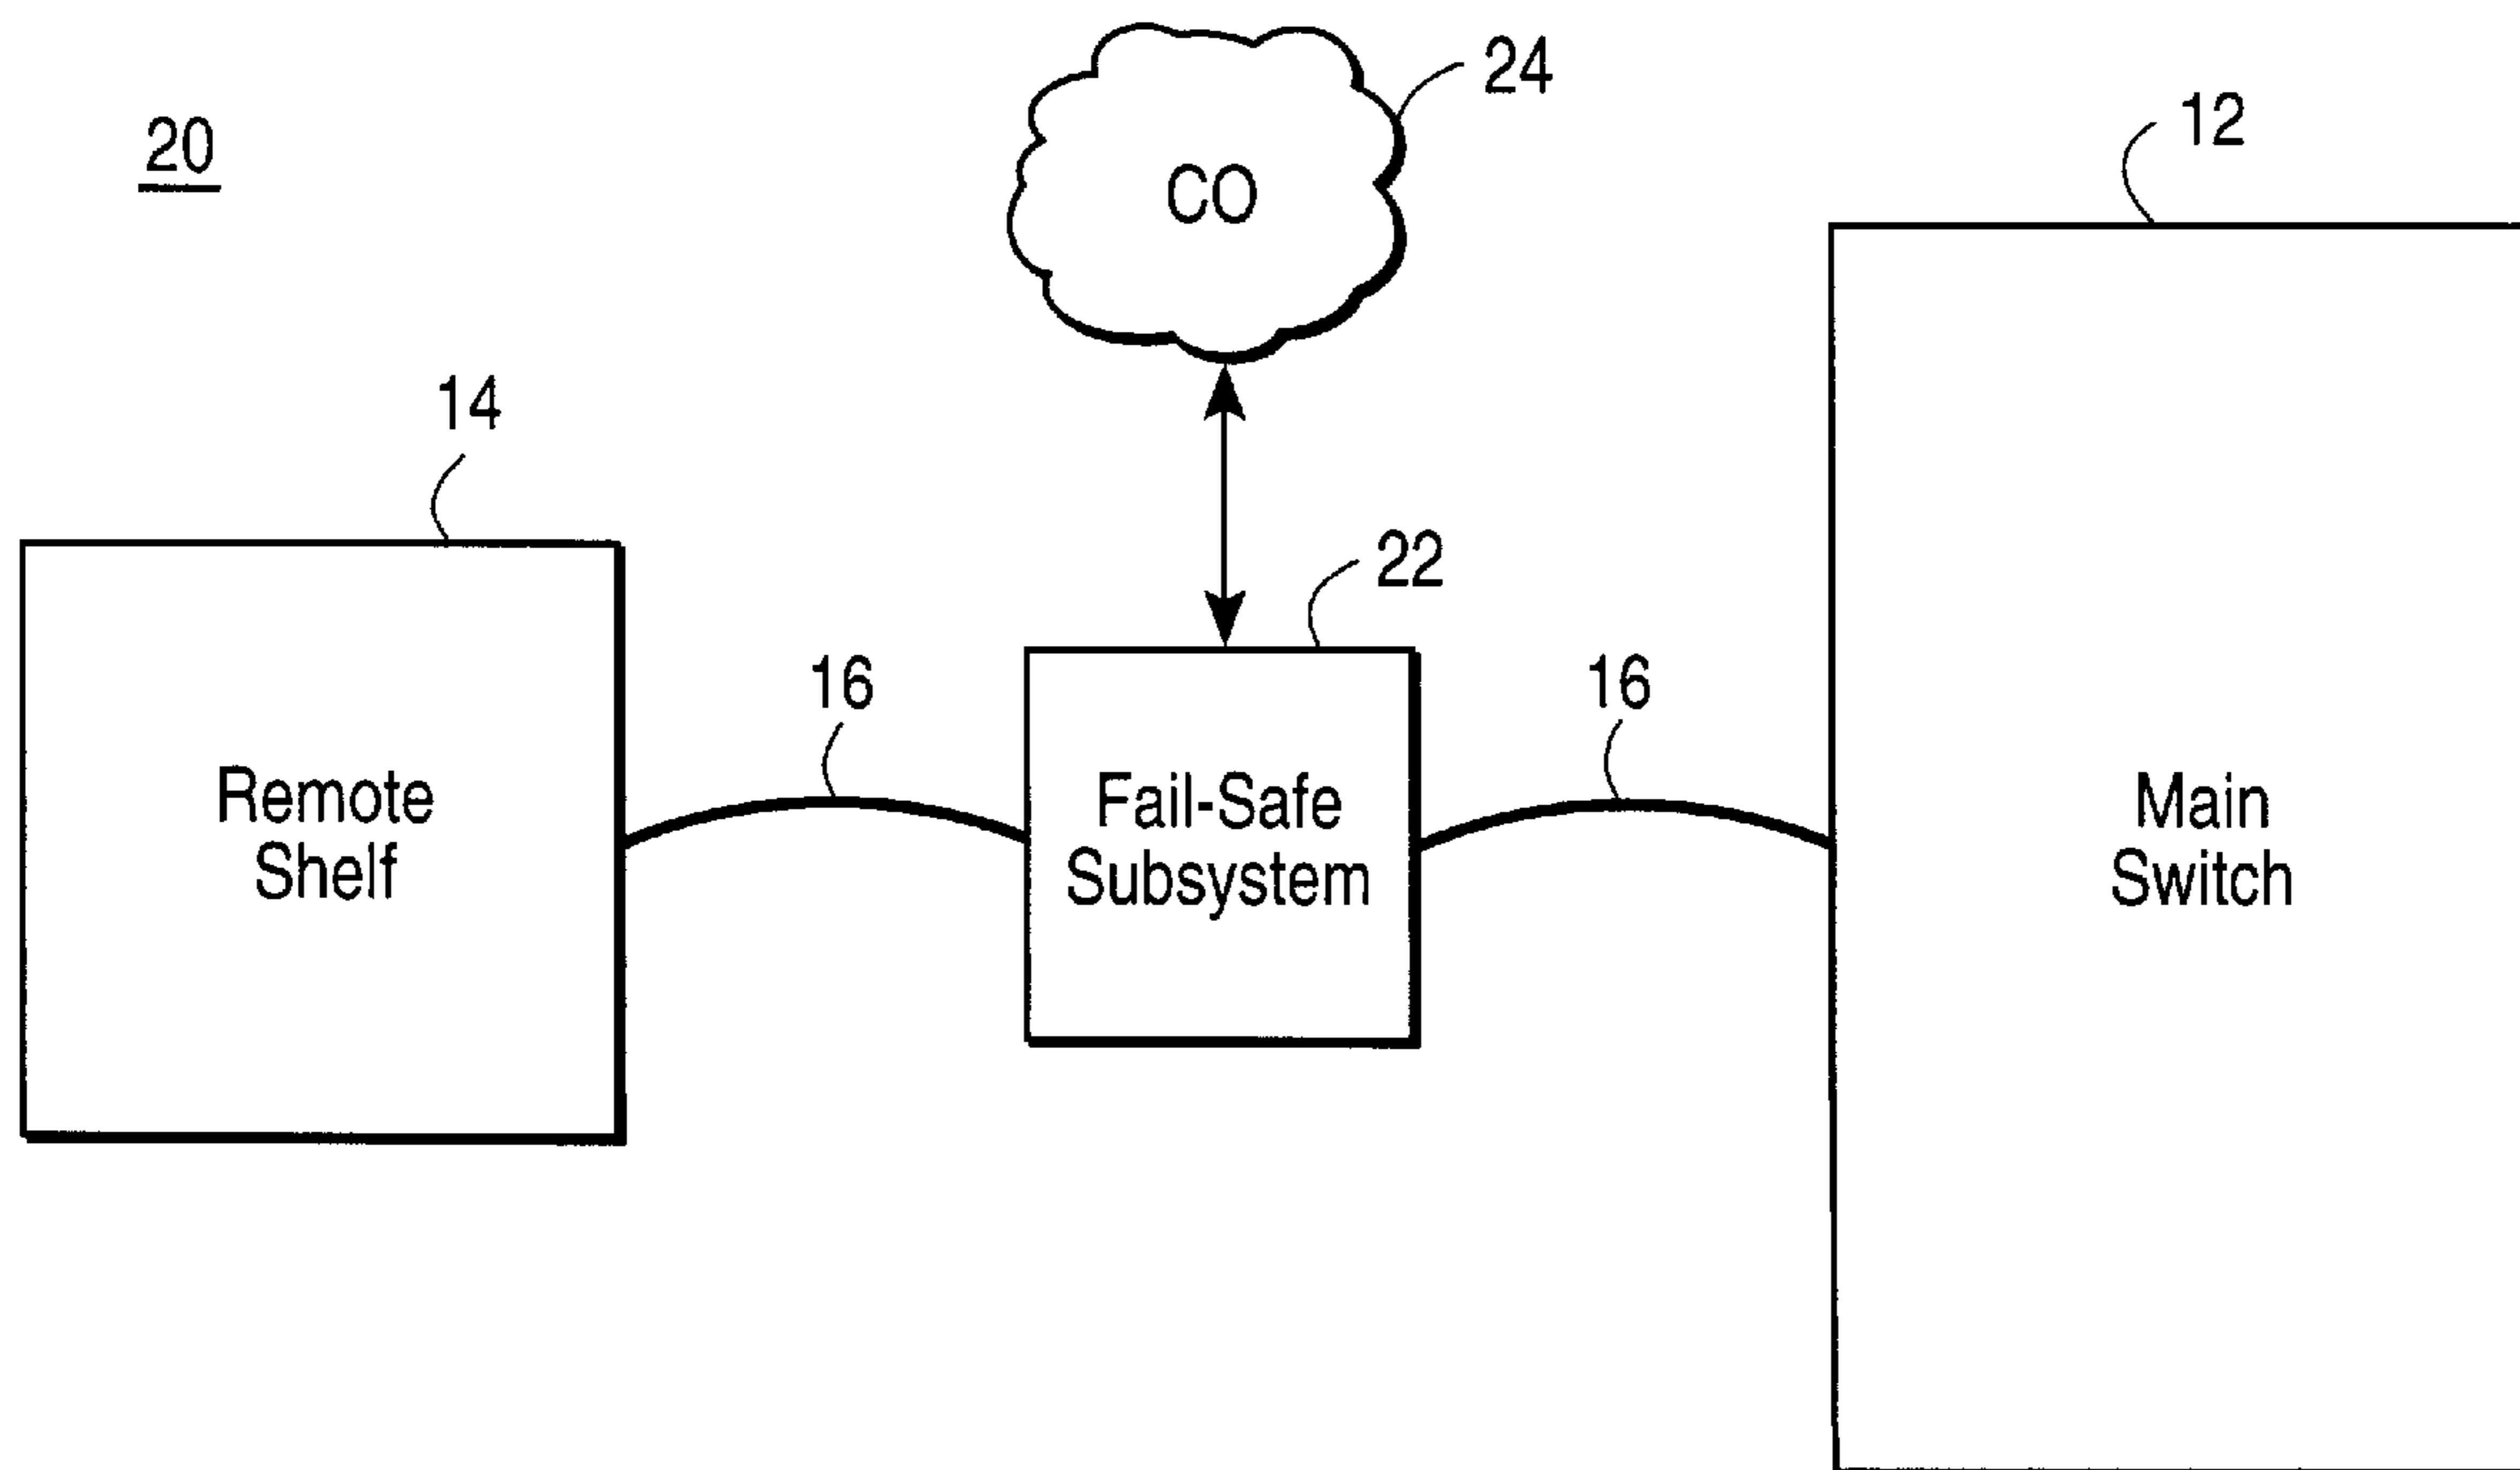 24
12
20
CO
14
22
16
16
Remote
Shelf
Fail-Safe
Subsystem
Main
Switch